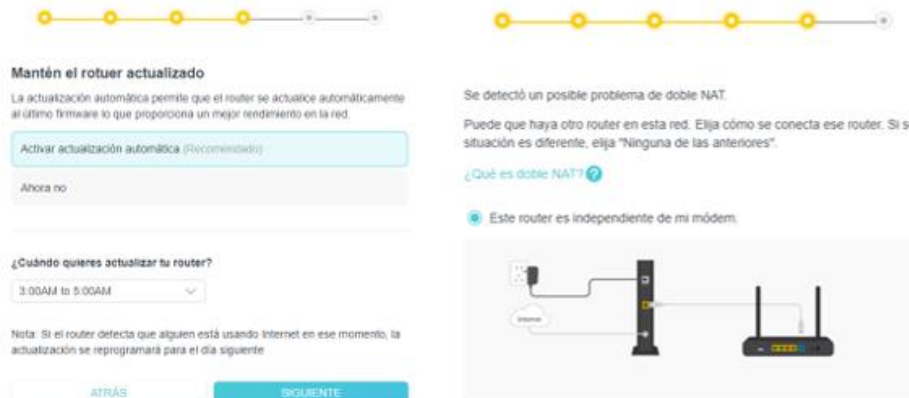 Mantén el rotuer actualizado
La actualización automática permite que el router se actualice automáticamente
al último firmware lo que proporciona un mejor rendimiento en la red.
Activar actualización automática (Recomendado)
Ahora no
¿Cuándo quieres actualizar tu router?
3:00AM to 5:00AM
Nota: Si el router detecta que alguien está usando Internet en ese momento, la
actualización se reprogramará para el día siguiente
ATRÁS
SIGUIENTE
Se detectó un posible problema de doble NAT.
Puede que haya otro router en esta red. Elija cómo se conecta ese router. Si s
situación es diferente, elija "Ninguna de las anteriores".
¿Qué es doble NAT?
Este router es independiente de mi módem.
Internet